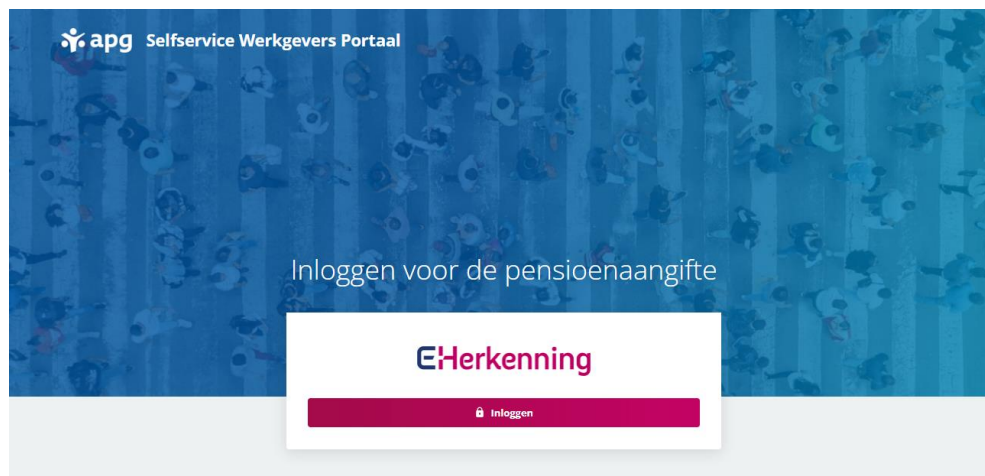 apg Selfservice Werkgevers Portaal
Inloggen voor de pensioenaangifte
eHerkenning
Inloggen